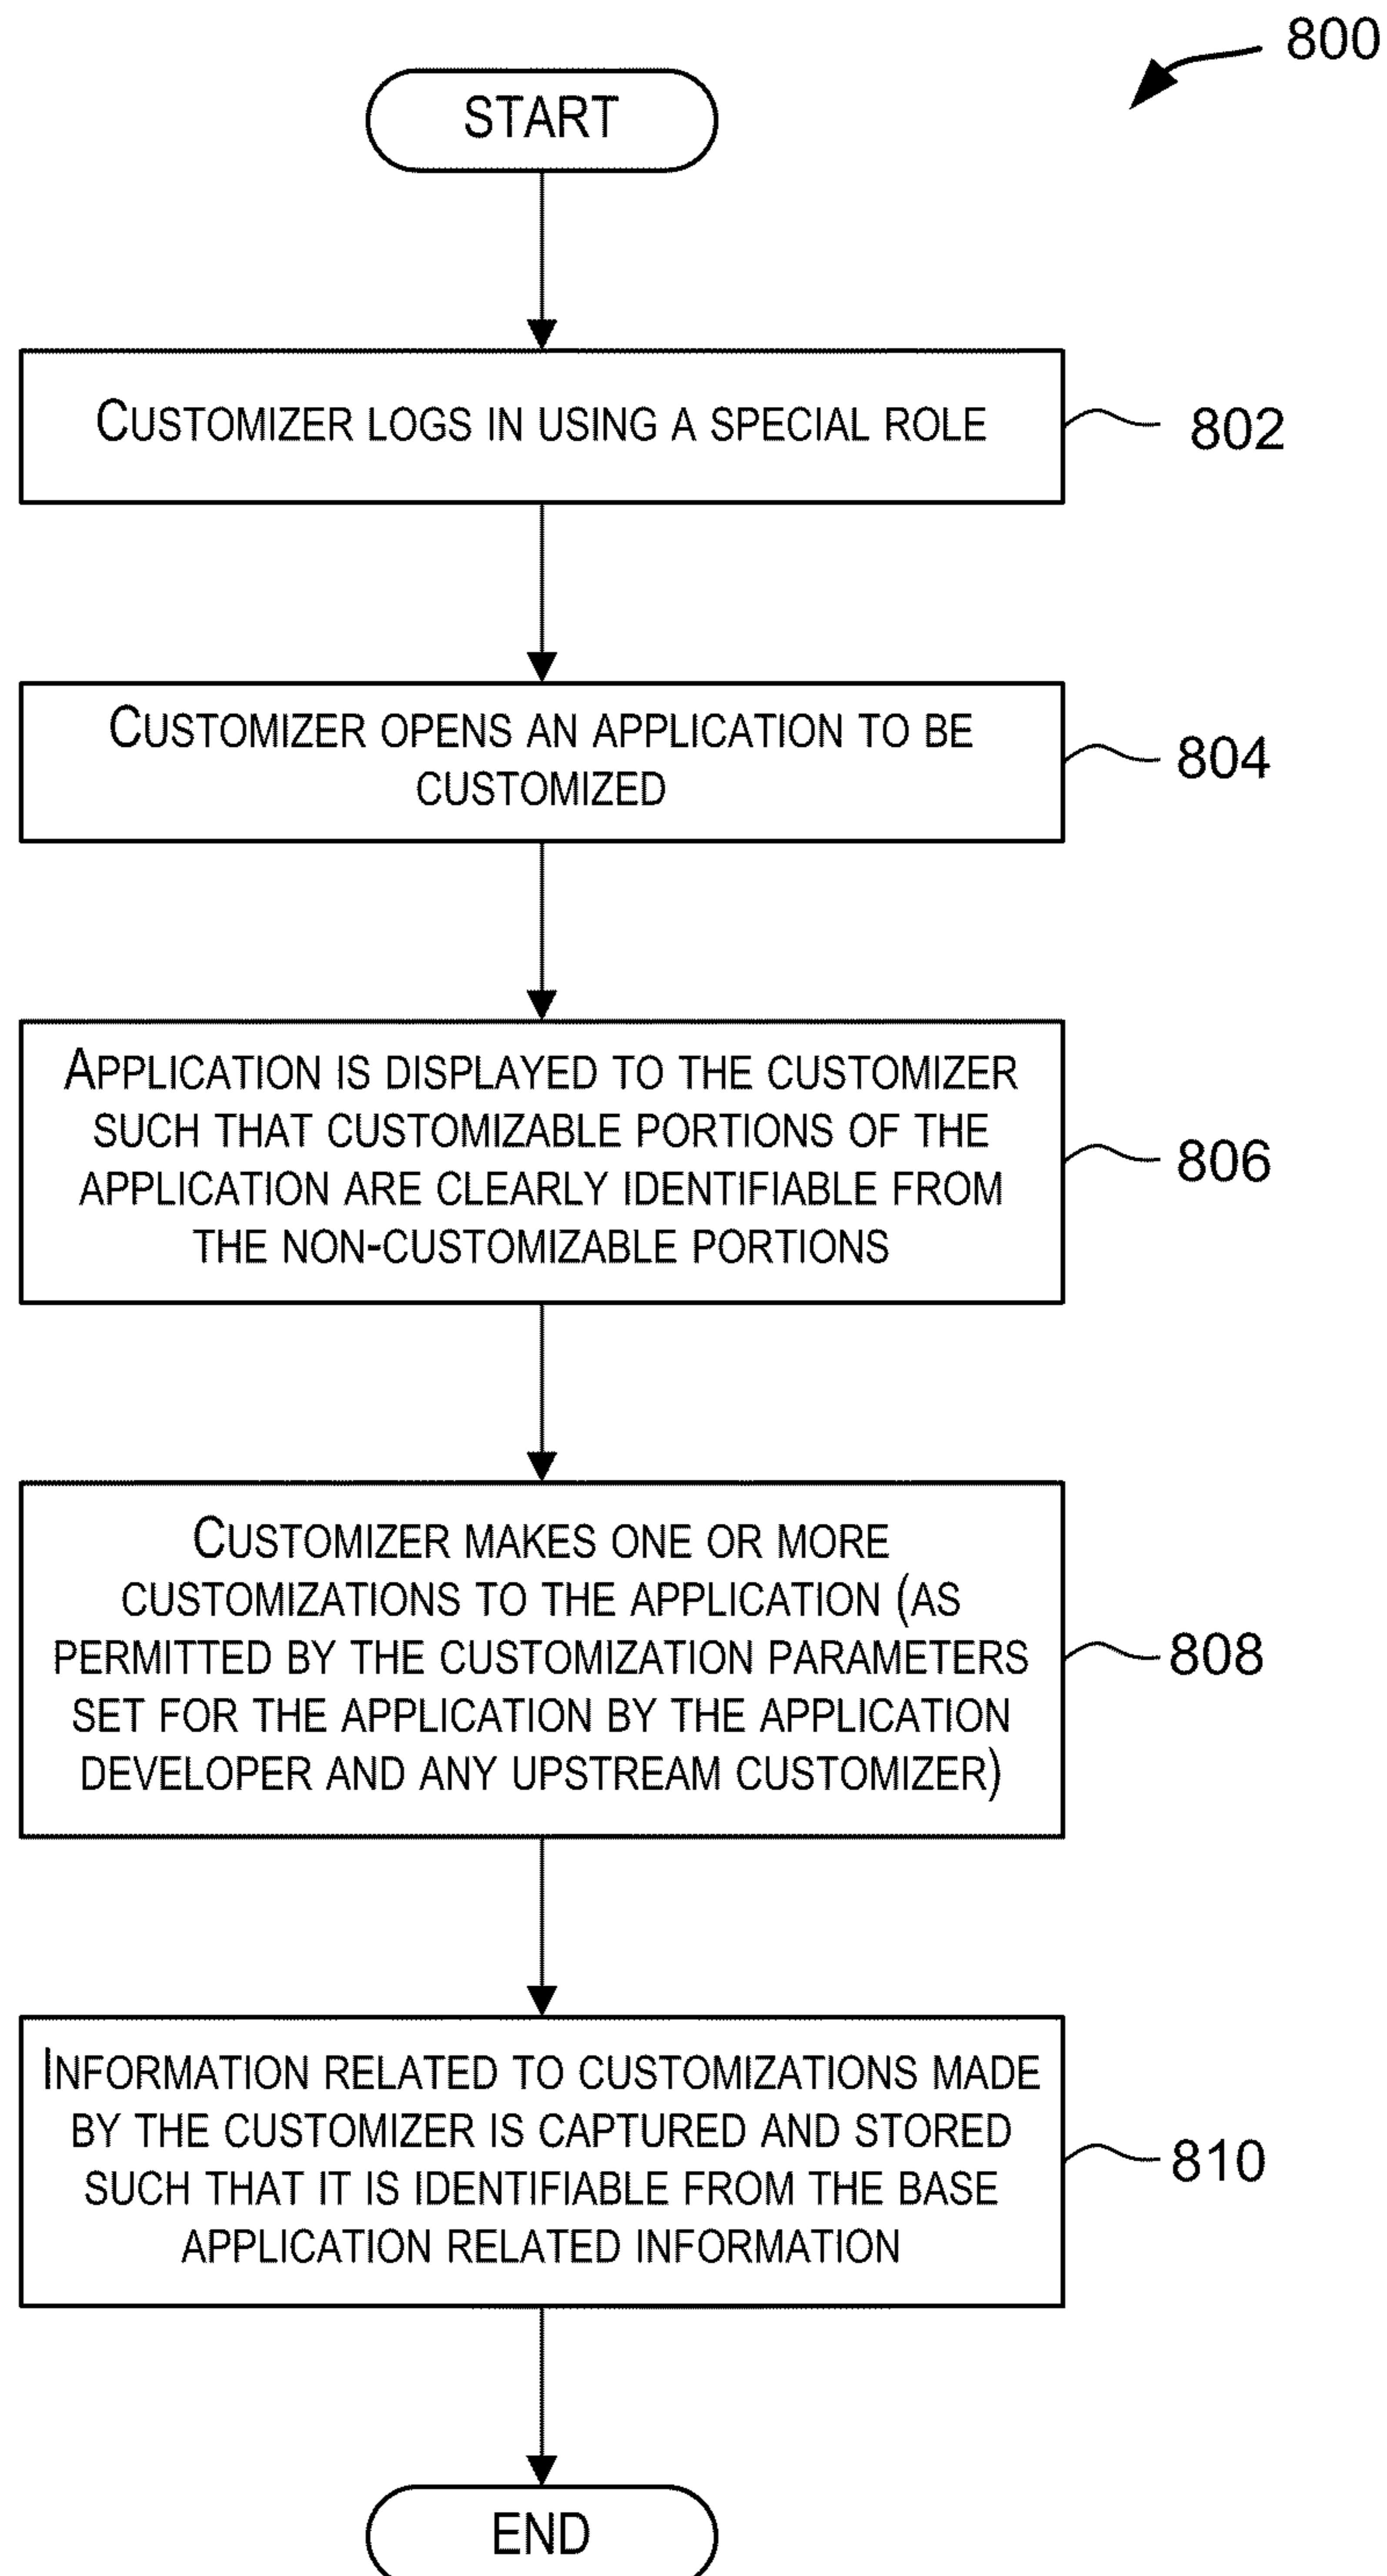 800
START
CUSTOMIZER LOGS IN USING A SPECIAL ROLE
802
CUSTOMIZER OPENS AN APPLICATION TO BE
CUSTOMIZED
804
APPLICATION IS DISPLAYED TO THE CUSTOMIZER
SUCH THAT CUSTOMIZABLE PORTIONS OF THE
APPLICATION ARE CLEARLY IDENTIFIABLE FROM
THE NON-CUSTOMIZABLE PORTIONS
806
CUSTOMIZER MAKES ONE OR MORE
CUSTOMIZATIONS TO THE APPLICATION (AS
PERMITTED BY THE CUSTOMIZATION PARAMETERS
SET FOR THE APPLICATION BY THE APPLICATION
DEVELOPER AND ANY UPSTREAM CUSTOMIZER)
808
INFORMATION RELATED TO CUSTOMIZATIONS MADE
BY THE CUSTOMIZER IS CAPTURED AND STORED
SUCH THAT IT IS IDENTIFIABLE FROM THE BASE
APPLICATION RELATED INFORMATION
810
END